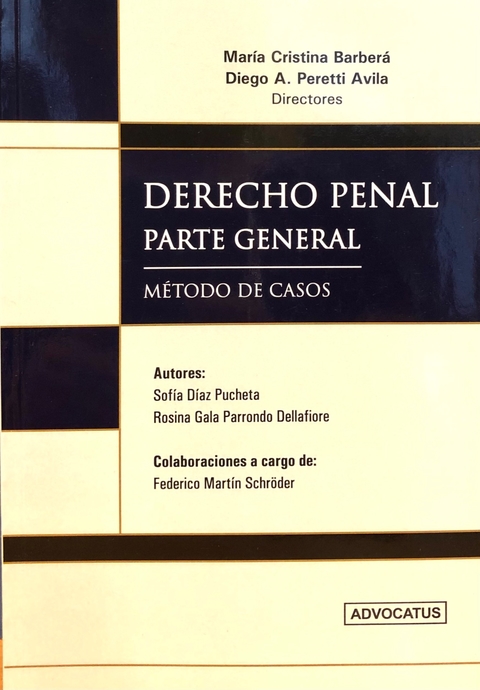 María Cristina Barberá
Diego A. Peretti Avila
Directores
DERECHO PENAL
PARTE GENERAL
MÉTODO DE CASOS
Autores:
Sofía Díaz Pucheta
Rosina Gala Parrondo Dellafiore
Colaboraciones a cargo de:
Federico Martín Schröder
ADVOCATUS